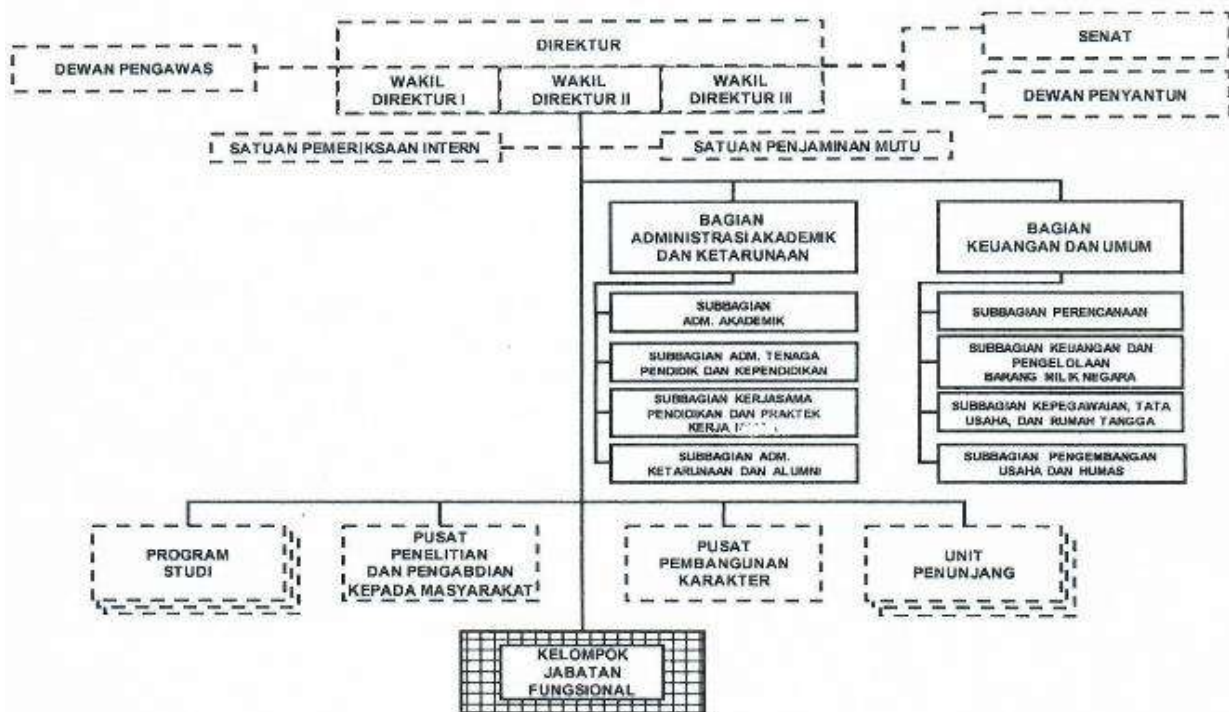 DIREKTUR
SENAT
DEWAN PENGAWAS
WAKIL
DIREKTUR I
WAKIL
DIREKTUR II
WAKIL
DIREKTUR III
DEWAN PENYANTUN
SATUAN PEMERIKSAAN INTERN
SATUAN PENJAMINAN MUTU
BAGIAN
ADMINISTRASI AKADEMIK
DAN KETARUNAAN
BAGIAN
KEUANGAN DAN UMUM
SUBBAGIAN
ADM. AKADEMIK
SUBBAGIAN ADM. TENAGA
PENDIDIK DAN KEPENDIDIKAN
SUBBAGIAN KERJASAMA
PENDIDIKAN DAN PRAKTEK
KERJA
SUBBAGIAN ADM.
KETARUNAAN DAN ALUMNI
SUBBAGIAN PERENCANAAN
SUBBAGIAN KEUANGAN DAN
PENGELOLAAN
BARANG MILIK NEGARA
SUBBAGIAN KEPEGAWAIAN, TATA
USAHA, DAN RUMAH TANGGA
SUBBAGIAN PENGEMBANGAN
USAHA DAN HUMAS
PROGRAM
STUDI
PUSAT
PENELITIAN
DAN PENGABDIAN
KEPADA MASYARAKAT
PUSAT
PEMBANGUNAN
KARAKTER
UNIT
PENUNJANG
KELOMPOK
JABATAN
FUNGSIONAL